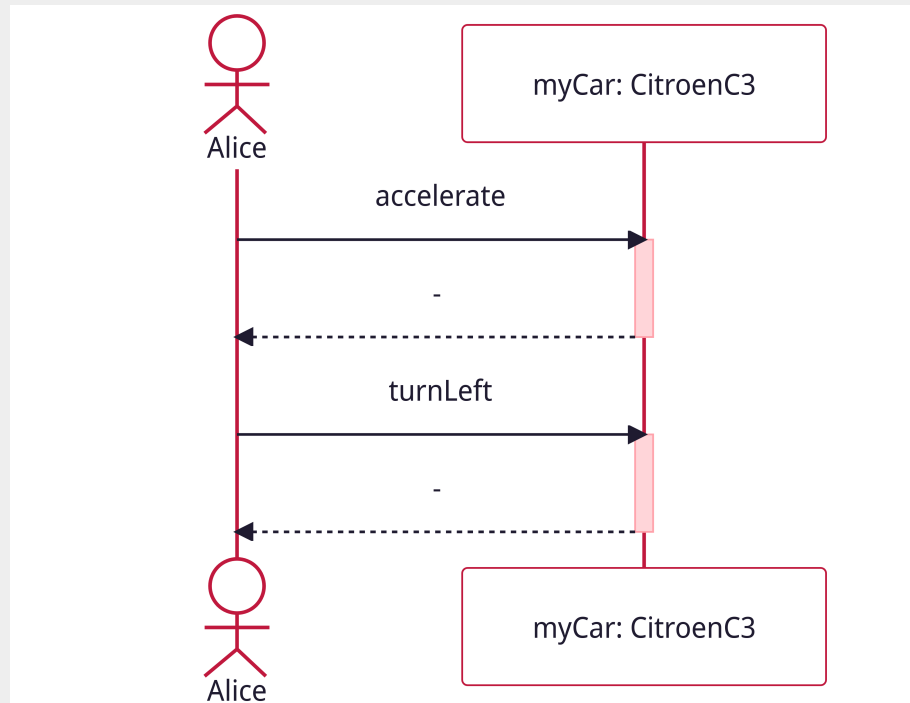 Alice
myCar: CitroenC3
accelerate
-
turnLeft
-
Alice
myCar: CitroenC3